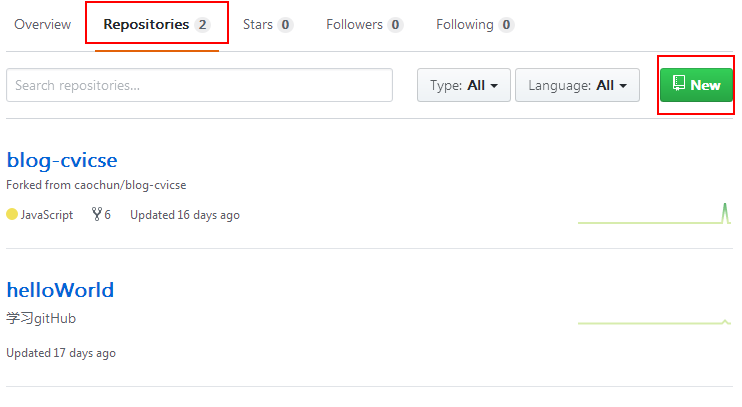 Overview Repositories 2 Stars 0 Followers 0 Following 0
Search repositories... Type: All Language: All New
blog-cvicse
Forked from caochun/blog-cvicse
JavaScript 6 Updated 16 days ago
helloWorld
学习gitHub
Updated 17 days ago